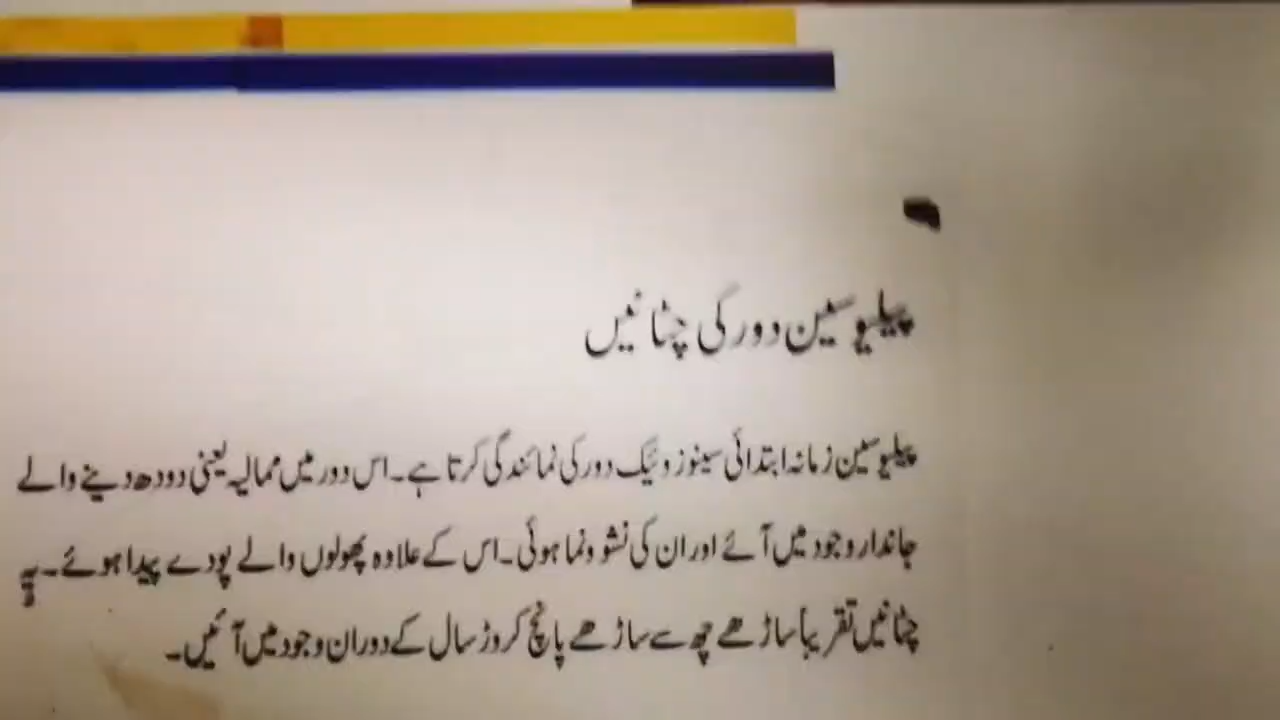 پیلیوسین دور کی چٹانیں
پیلیوسین زمانہ ابتدائی سینوزوئیک دور کی نمائندگی کرتا ہے۔ اس دور میں ممالیہ یعنی دودھ دینے والے
جاندار وجود میں آئے اور ان کی نشوونما ہوئی۔ اس کے علاوہ پھولوں والے پودے پیدا ہوئے۔ یہ
چٹانیں تقریباً ساڑھے چھ سے ساڑھے پانچ کروڑ سال کے دوران وجود میں آئیں۔